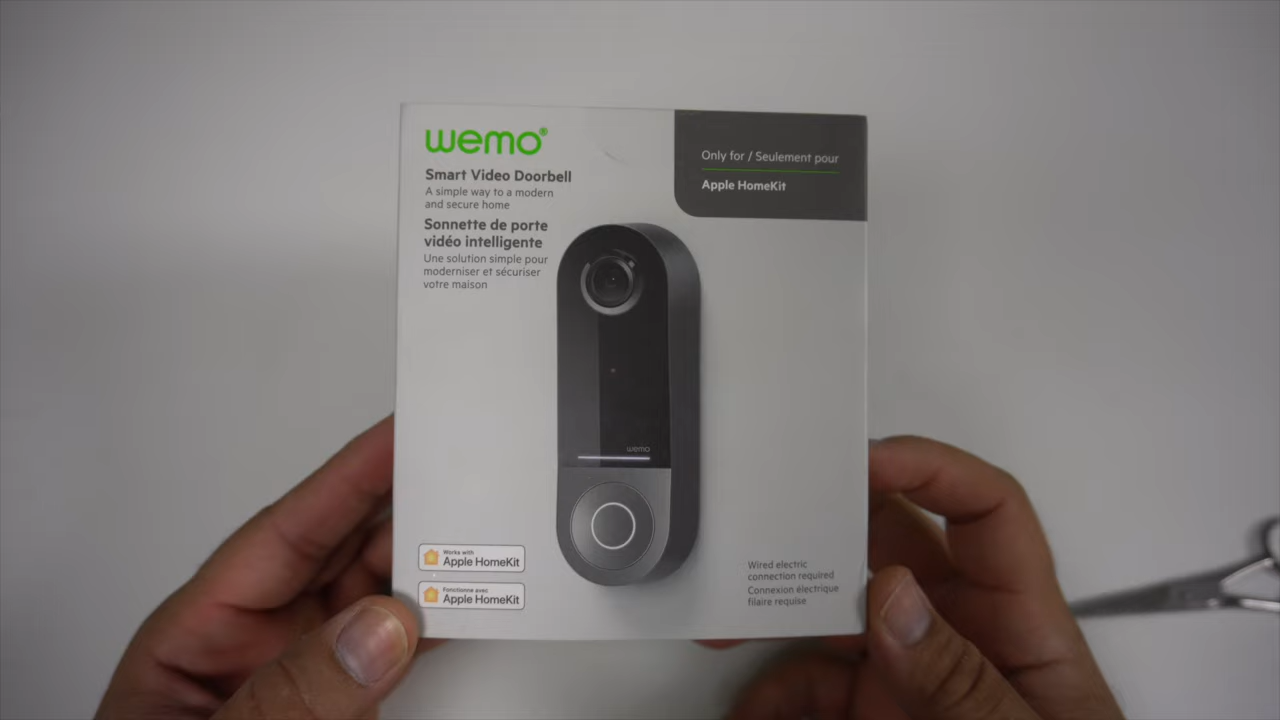 wemo®
Smart Video Doorbell
A simple way to a modern
and secure home
Sonnette de porte
vidéo intelligente
Une solution simple pour
moderniser et sécuriser
votre maison
Only for / Seulement pour
Apple HomeKit
wemo
Works with
Apple HomeKit
Fonctionne avec
Apple HomeKit
Wired electric
connection required
Connexion électrique
filaire requise